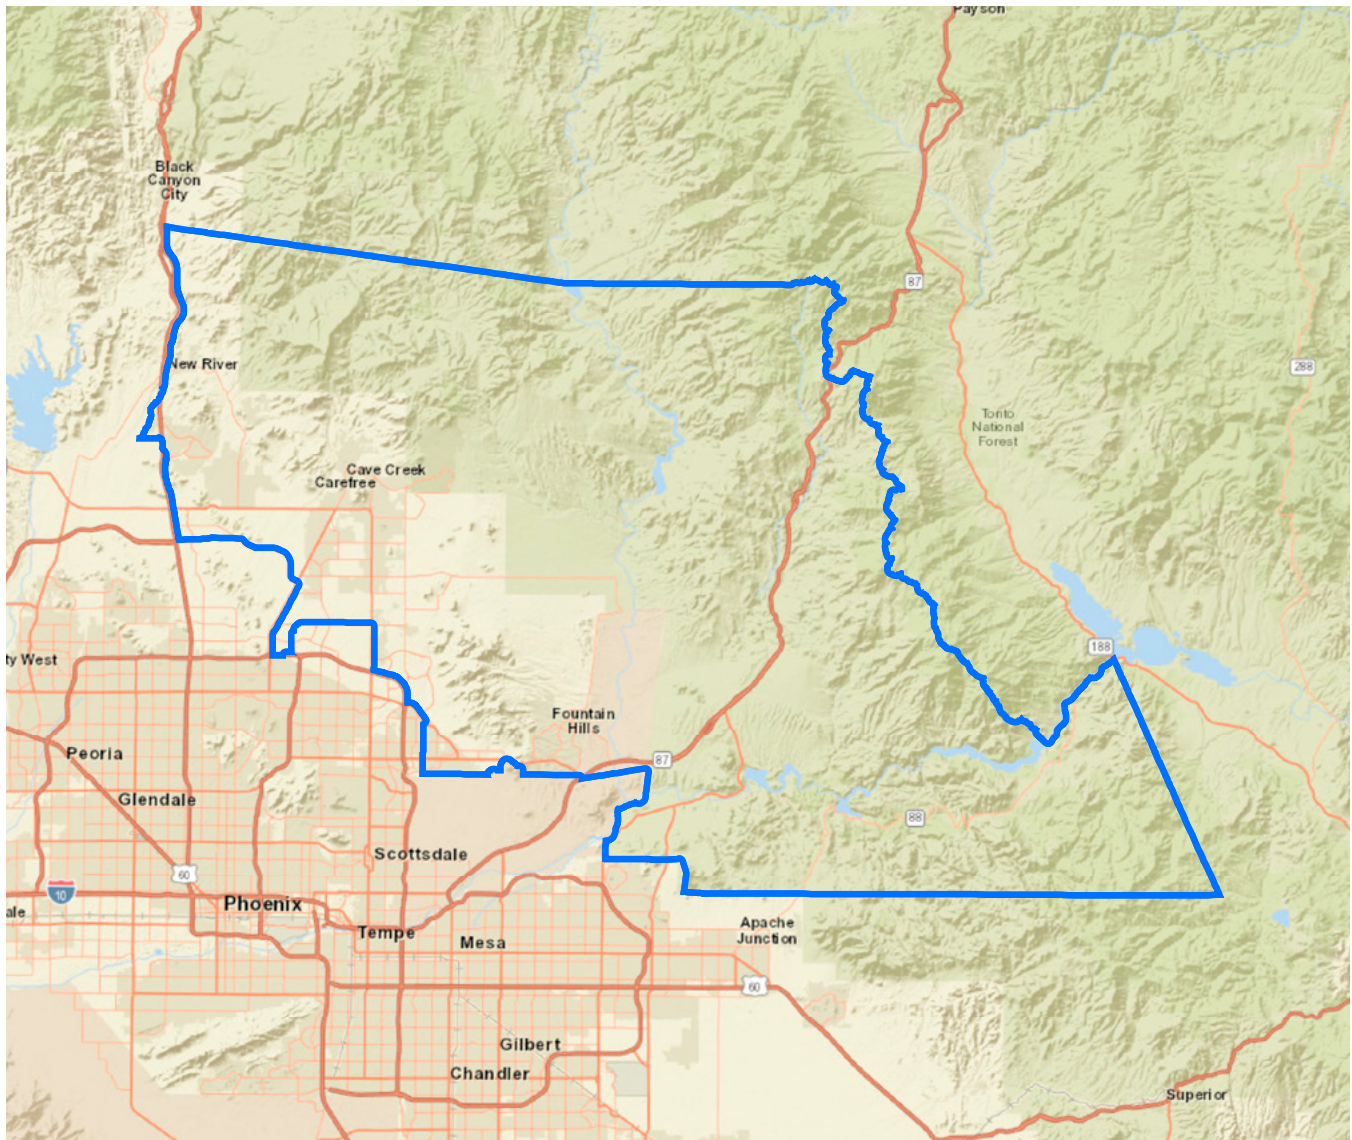 Payson
Black
Canyon
City
87
New River
288
Tonto
National
Forest
Cave Creek
Carefree
188
ty West
Fountain
Hills
87
Peoria
Glendale
88
Scottsdale
60
10
Phoenix
ale
Tempe
Mesa
Apache
Junction
60
Gilbert
Chandler
Superior